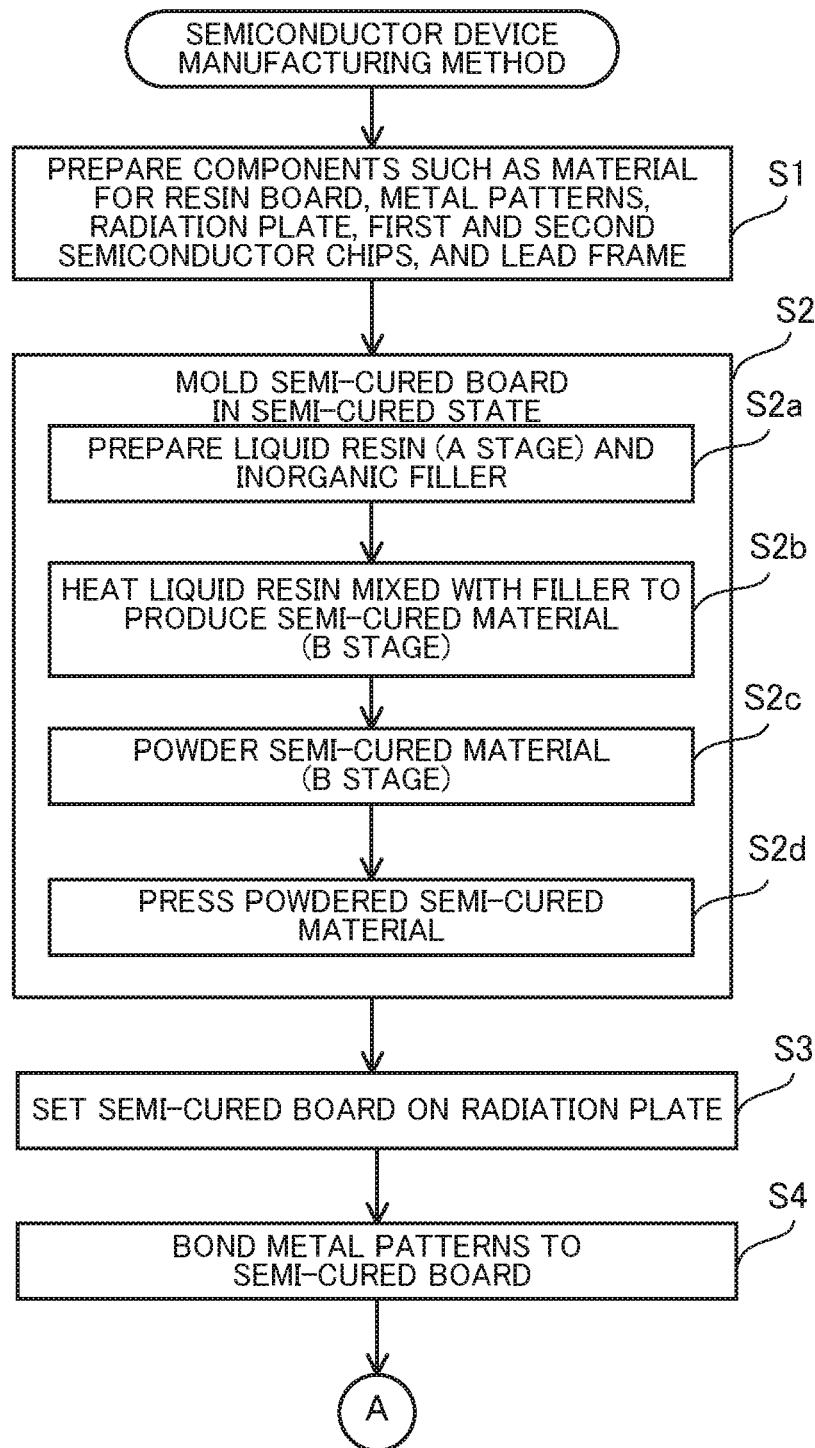 SEMICONDUCTOR DEVICE
MANUFACTURING METHOD
PREPARE COMPONENTS SUCH AS MATERIAL
FOR RESIN BOARD, METAL PATTERNS,
RADIATION PLATE, FIRST AND SECOND
SEMICONDUCTOR CHIPS, AND LEAD FRAME
S1
S2
MOLD SEMI-CURED BOARD
IN SEMI-CURED STATE
S2a
PREPARE LIQUID RESIN (A STAGE) AND
INORGANIC FILLER
S2b
HEAT LIQUID RESIN MIXED WITH FILLER TO
PRODUCE SEMI-CURED MATERIAL
(B STAGE)
S2c
POWDER SEMI-CURED MATERIAL
(B STAGE)
S2d
PRESS POWDERED SEMI-CURED
MATERIAL
S3
SET SEMI-CURED BOARD ON RADIATION PLATE
S4
BOND METAL PATTERNS TO
SEMI-CURED BOARD
A